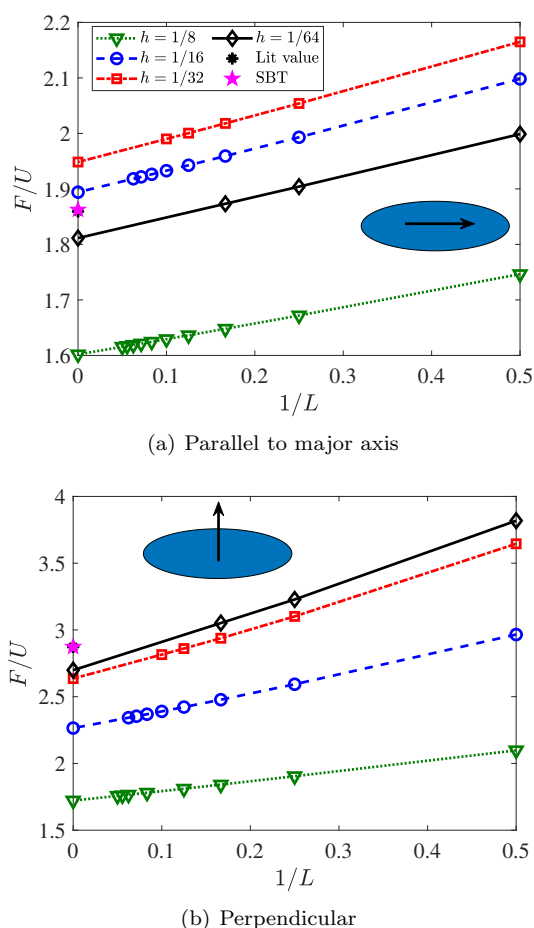 2.2
h = 1/8
h = 1/64
h = 1/16
Lit value
h = 1/32
SBT
2.1
2
1.9
1.8
1.7
1.6
F/U
0 0.1 0.2 0.3 0.4 0.5
1/L
(a) Parallel to major axis
4
3.5
3
2.5
2
1.5
F/U
0 0.1 0.2 0.3 0.4 0.5
1/L
(b) Perpendicular